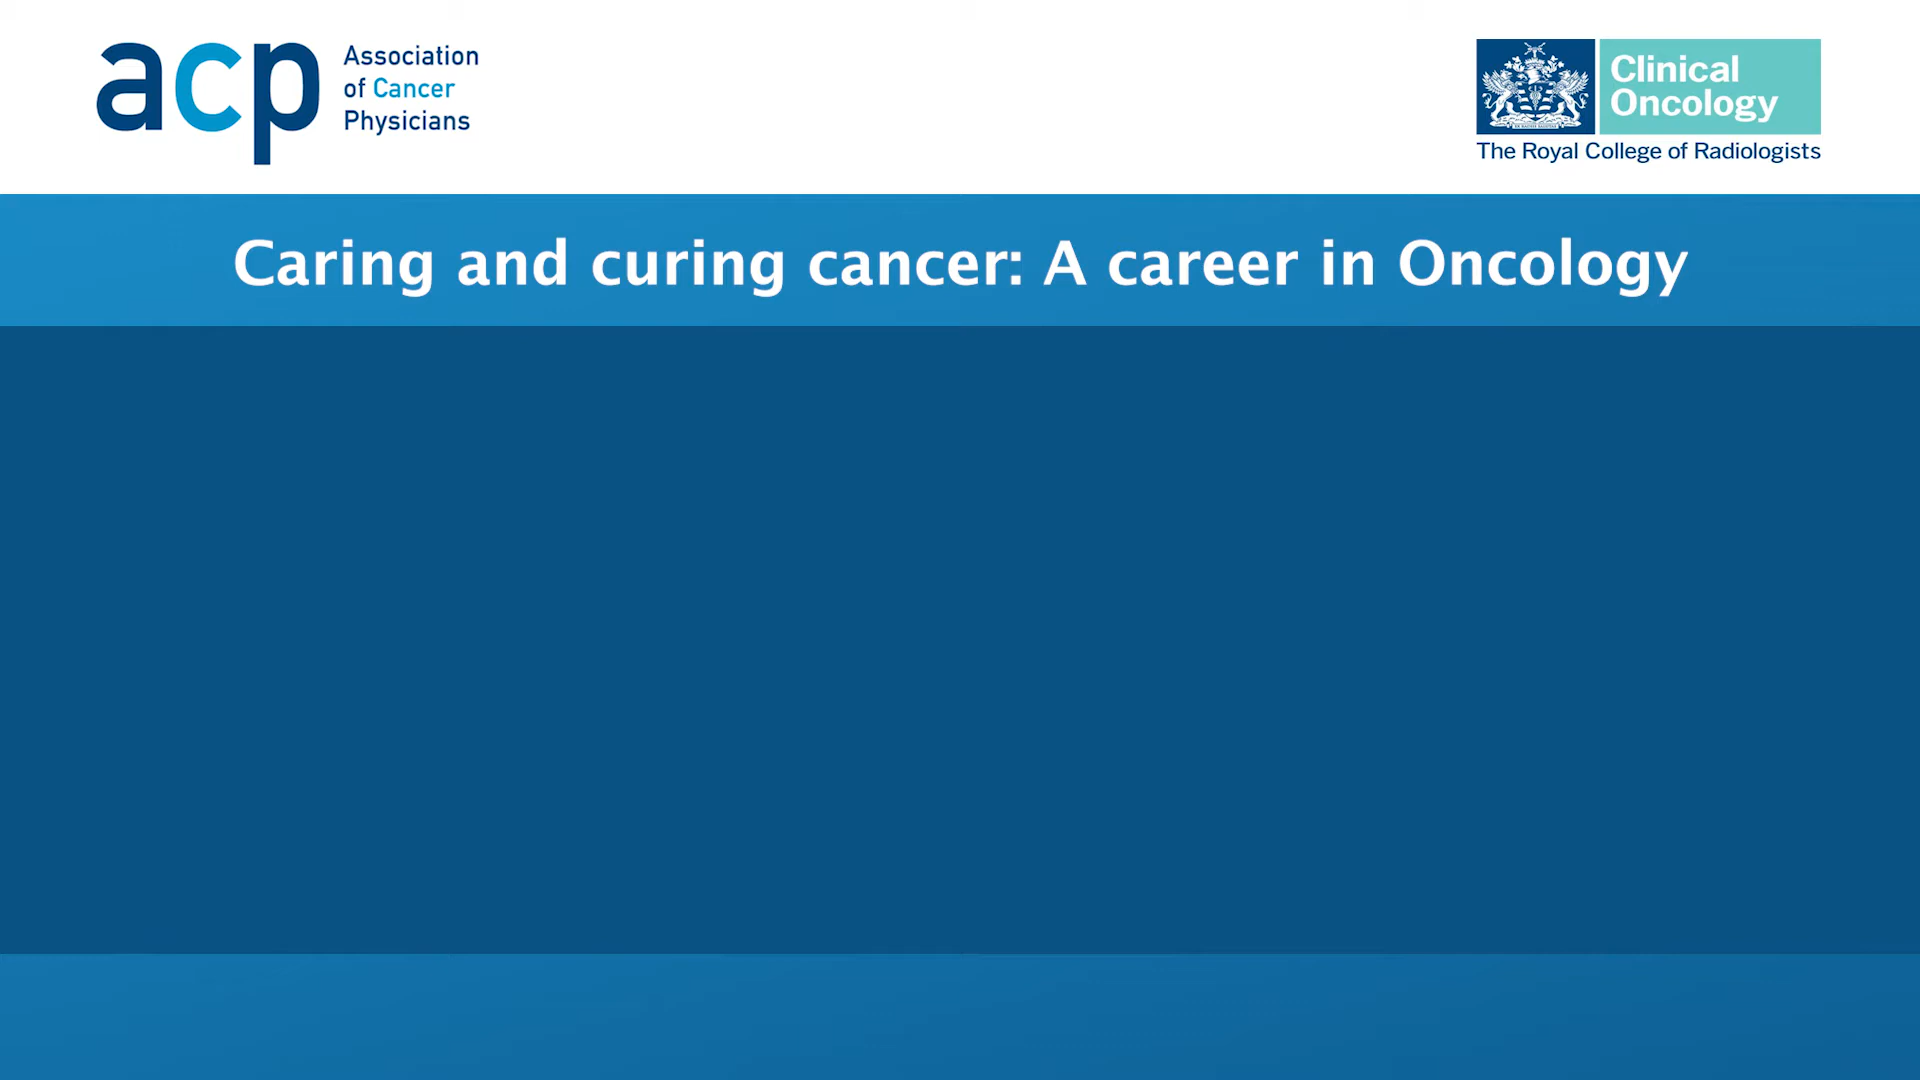 acp
Association
of Cancer
Physicians
Clinical
Oncology
The Royal College of Radiologists
Caring and curing cancer: A career in Oncology